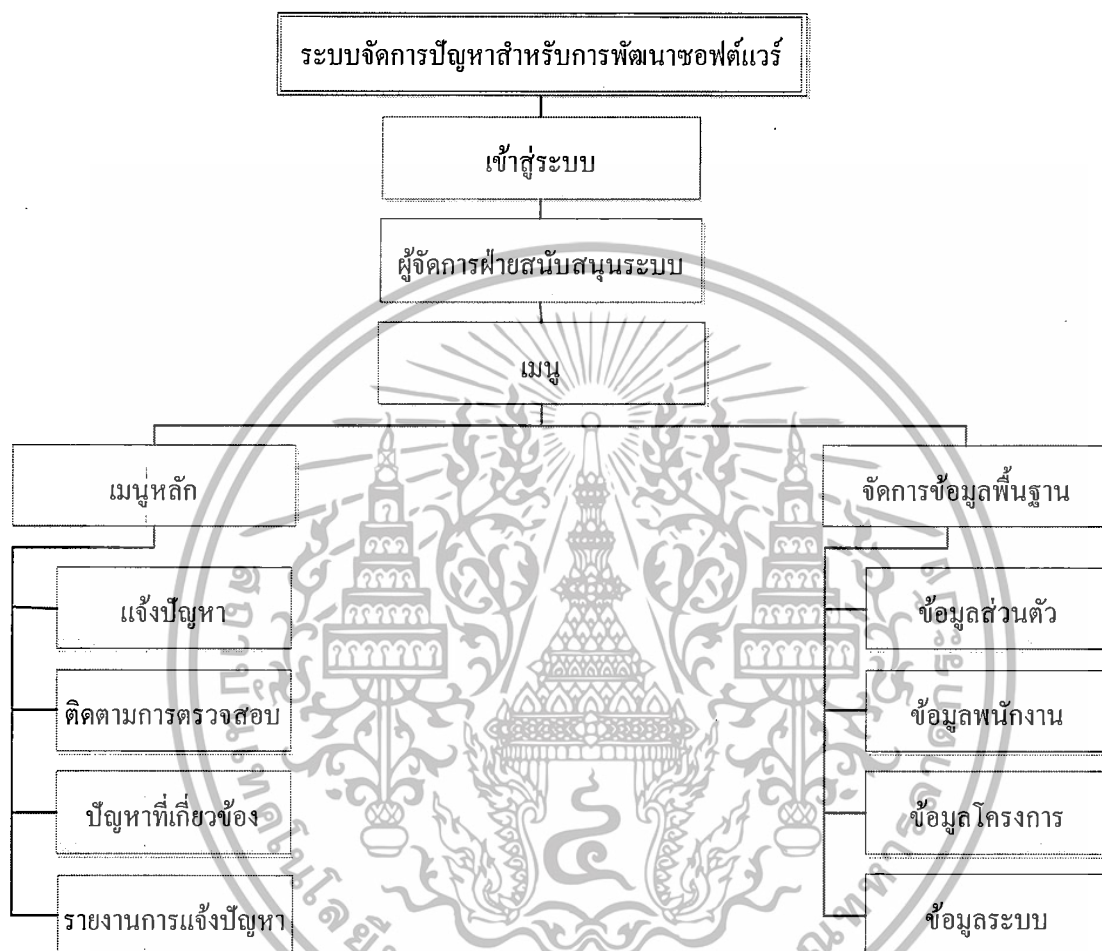 ระบบจัดการปัญหาสำหรับการพัฒนาซอฟต์แวร์
เข้าสู่ระบบ
ผู้จัดการฝ่ายสนับสนุนระบบ
เมนู
เมนูหลัก
แจ้งปัญหา
ติดตามการตรวจสอบ
ปัญหาที่เกี่ยวข้อง
รายงานการแจ้งปัญหา
จัดการข้อมูลพื้นฐาน
ข้อมูลส่วนตัว
ข้อมูลพนักงาน
ข้อมูลโครงการ
ข้อมูลระบบ